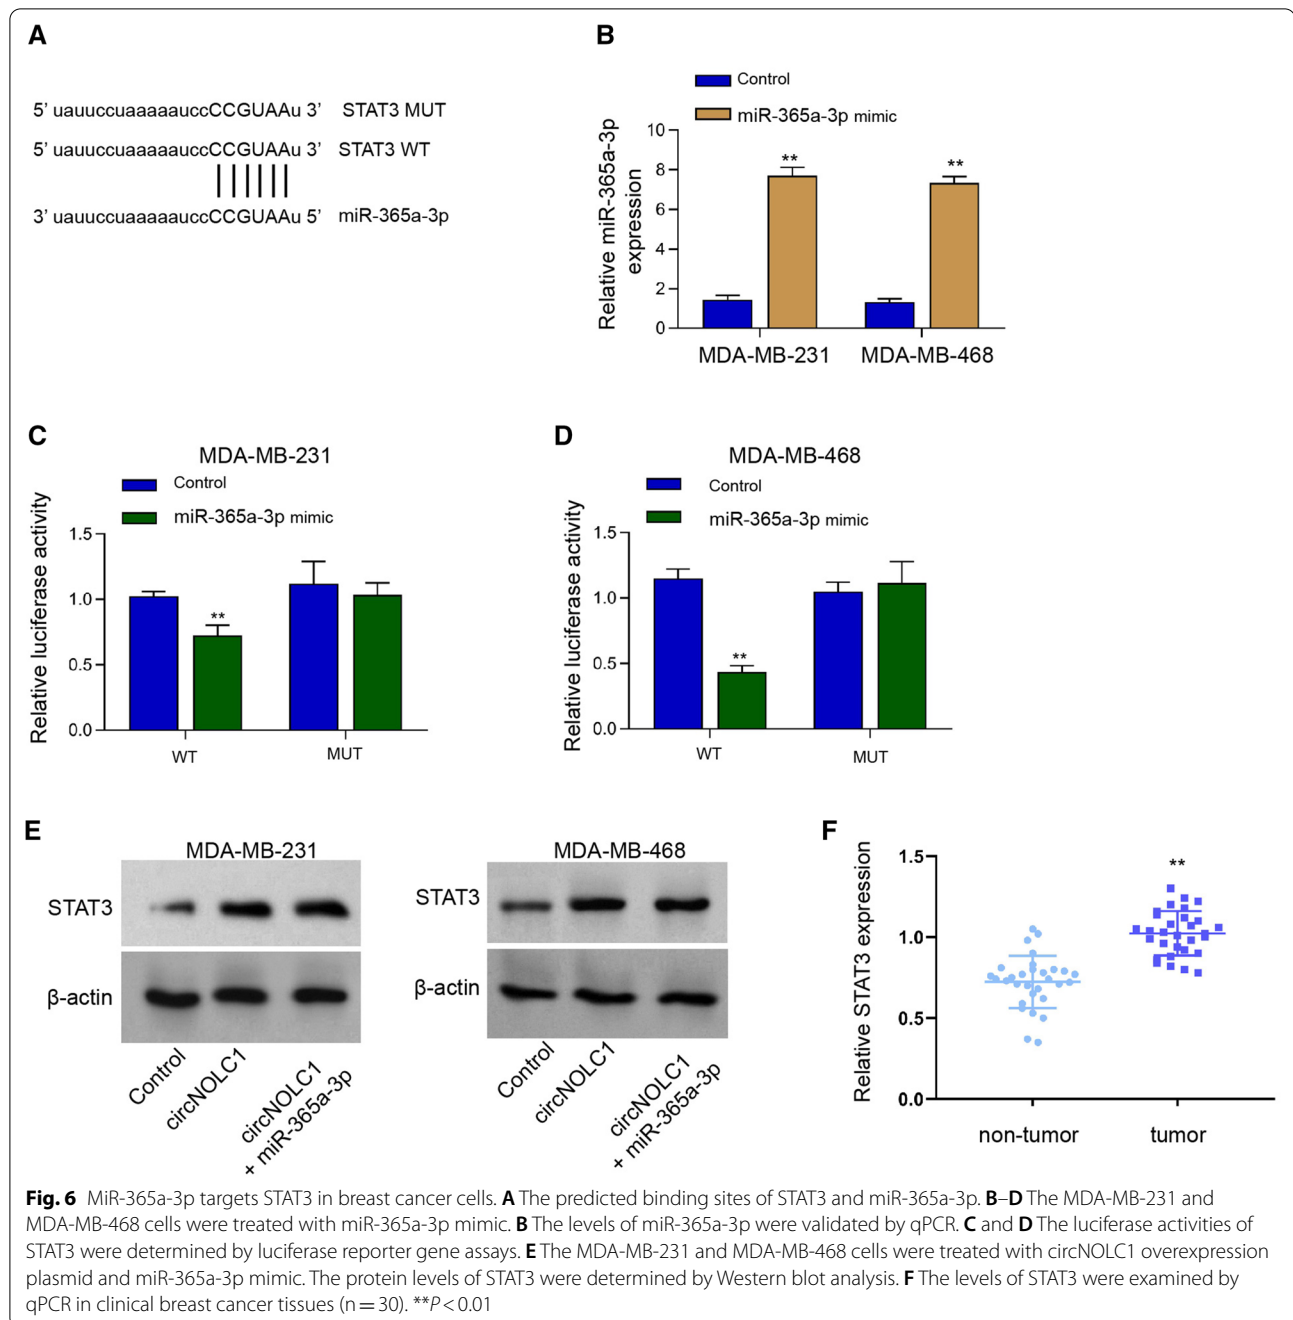 A
5’ uauuccuaaaaauccCCGUAAu 3’ STAT3 MUT
5’ uauuccuaaaaauccCCGUAAu 3’ STAT3 WT
3’ uauuccuaaaaauccCCGUAAu 5’ miR-365a-3p
B
Control
miR-365a-3p mimic
Relative miR-365a-3p
expression
10
8
6
4
2
0
**
**
MDA-MB-231
MDA-MB-468
C
MDA-MB-231
Control
miR-365a-3p mimic
Relative luciferase activity
1.5
1.0
0.5
0.0
**
WT
MUT
D
MDA-MB-468
Control
miR-365a-3p mimic
Relative luciferase activity
1.5
1.0
0.5
0.0
**
WT
MUT
E
MDA-MB-231
STAT3
β-actin
Control
circNOLC1
circNOLC1
+ miR-365a-3p
MDA-MB-468
STAT3
β-actin
Control
circNOLC1
circNOLC1
+ miR-365a-3p
F
Relative STAT3 expression
1.5
1.0
0.5
0.0
**
non-tumor
tumor
Fig. 6 MiR-365a-3p targets STAT3 in breast cancer cells. A The predicted binding sites of STAT3 and miR-365a-3p. B–D The MDA-MB-231 and
MDA-MB-468 cells were treated with miR-365a-3p mimic. B The levels of miR-365a-3p were validated by qPCR. C and D The luciferase activities of
STAT3 were determined by luciferase reporter gene assays. E The MDA-MB-231 and MDA-MB-468 cells were treated with circNOLC1 overexpression
plasmid and miR-365a-3p mimic. The protein levels of STAT3 were determined by Western blot analysis. F The levels of STAT3 were examined by
qPCR in clinical breast cancer tissues (n = 30). **P < 0.01